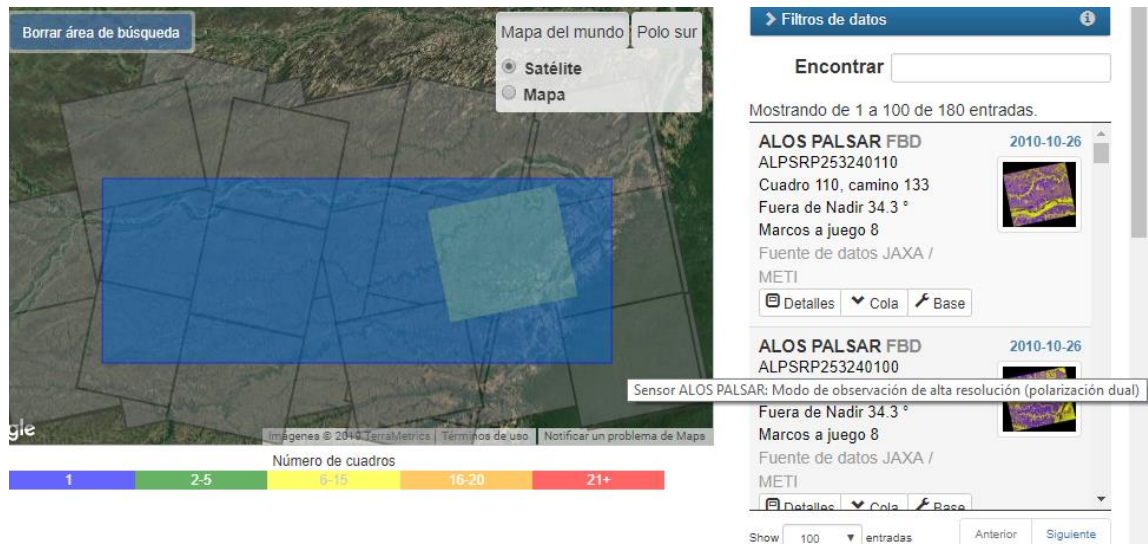 Borrar área de búsqueda
Mapa del mundo
Polo sur
Satélite
Mapa
gle
Imágenes © 2019 TerraMetrics
Términos de uso
Notificar un problema de Maps
Número de cuadros
1
2-5
6-15
16-20
21+
Filtros de datos
Encontrar
Mostrando de 1 a 100 de 180 entradas.
ALOS PALSAR FBD 2010-10-26
ALPSRP253240110
Cuadro 110, camino 133
Fuera de Nadir 34.3 °
Marcos a juego 8
Fuente de datos JAXA /
METI
Detalles Cola Base
ALOS PALSAR FBD 2010-10-26
ALPSRP253240100
Sensor ALOS PALSAR: Modo de observación de alta resolución (polarización dual)
Fuera de Nadir 34.3 °
Marcos a juego 8
Fuente de datos JAXA /
METI
Detalles Cola Base
Show 100 entradas
Anterior
Siguiente